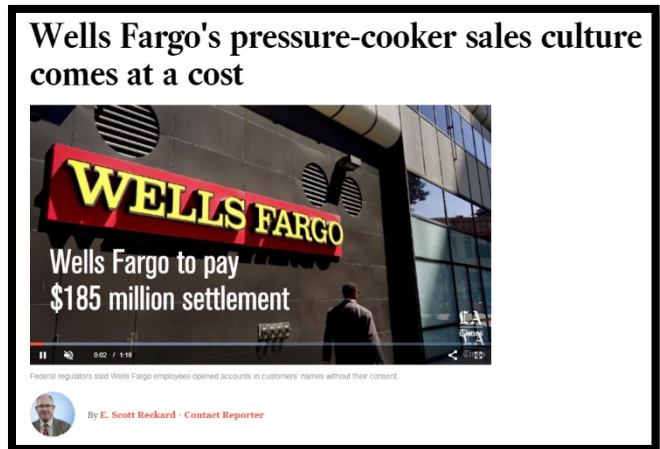 Wells Fargo's pressure-cooker sales culture
comes at a cost
WELLS FARGO
Wells Fargo to pay
$185 million settlement
LA
Times
0:02 / 1:18
Federal regulators said Wells Fargo employees opened accounts in customers' names without their consent.
By E. Scott Reckard · Contact Reporter